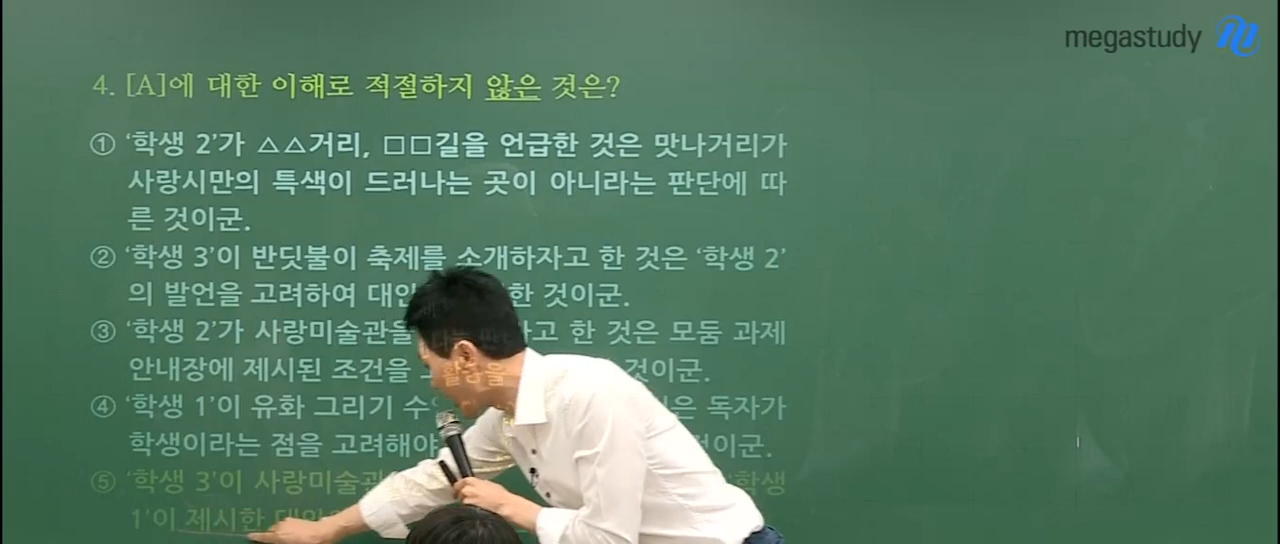 megastudy
4. [A]에 대한 이해로 적절하지 않은 것은?
① ‘학생 2’가 △△거리, □□길을 언급한 것은 맛나거리가
사랑시만의 특색이 드러나는 곳이 아니라는 판단에 따
른 것이군.
② ‘학생 3’이 반딧불이 축제를 소개하자고 한 것은 ‘학생 2’
의 발언을 고려하여 한 것이군.
③ ‘학생 2’가 사랑미술관을 고 한 것은 모둠 과제
안내장에 제시된 조건을 것이군.
④ ‘학생 1’이 유화 그리기 독자가
학생이라는 점을 고려해야
⑤ ‘학생 3’이 사랑미술관 ‘학생
1’이 제시한